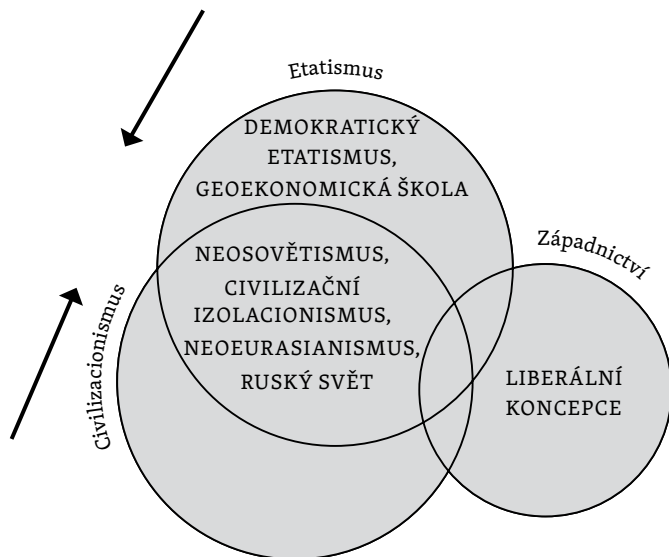 Etatismus
DEMOKRATICKÝ
ETATISMUS,
GEOEKONOMICKÁ ŠKOLA
Západnictví
NEOSOVĚTISMUS,
CIVILIZAČNÍ
IZOLACIONISMUS,
NEOEURASIANISMUS,
RUSKÝ SVĚT
Civilizacionismus
LIBERÁLNÍ
KONCEPCE